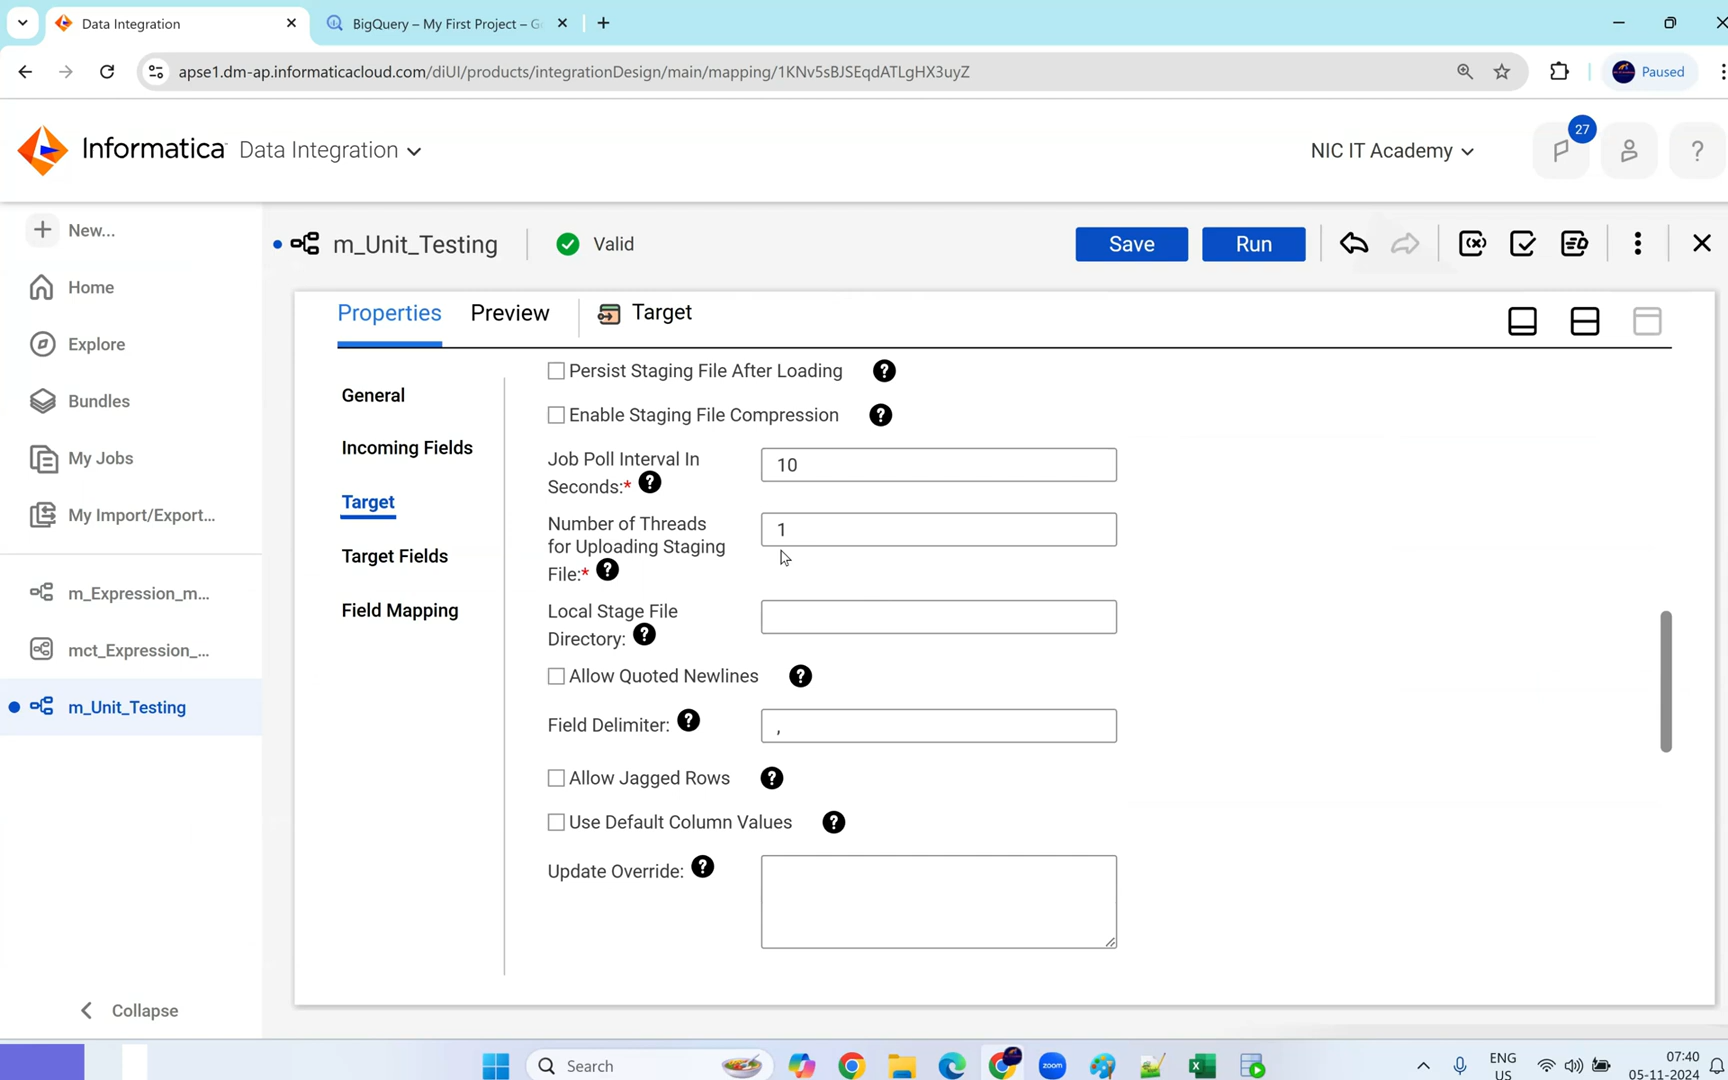 Data Integration
BigQuery – My First Project – G
apse1.dm-ap.informaticacloud.com/diUI/products/integrationDesign/main/mapping/1KNv5sBJSEqdATLgHX3uyZ
Paused
Informatica Data Integration
NIC IT Academy
27
?
New...
Home
Explore
Bundles
My Jobs
My Import/Export...
m_Expression_m...
mct_Expression_...
m_Unit_Testing
Collapse
m_Unit_Testing
Valid
Save
Run
Properties
Preview
Target
General
Incoming Fields
Target
Target Fields
Field Mapping
Persist Staging File After Loading ?
Enable Staging File Compression ?
Job Poll Interval In
Seconds:* ?
10
Number of Threads
for Uploading Staging
File:* ?
1
Local Stage File
Directory: ?
Allow Quoted Newlines ?
Field Delimiter: ?
,
Allow Jagged Rows ?
Use Default Column Values ?
Update Override: ?
Search
zoom
ENG
US
07:40
05-11-2024